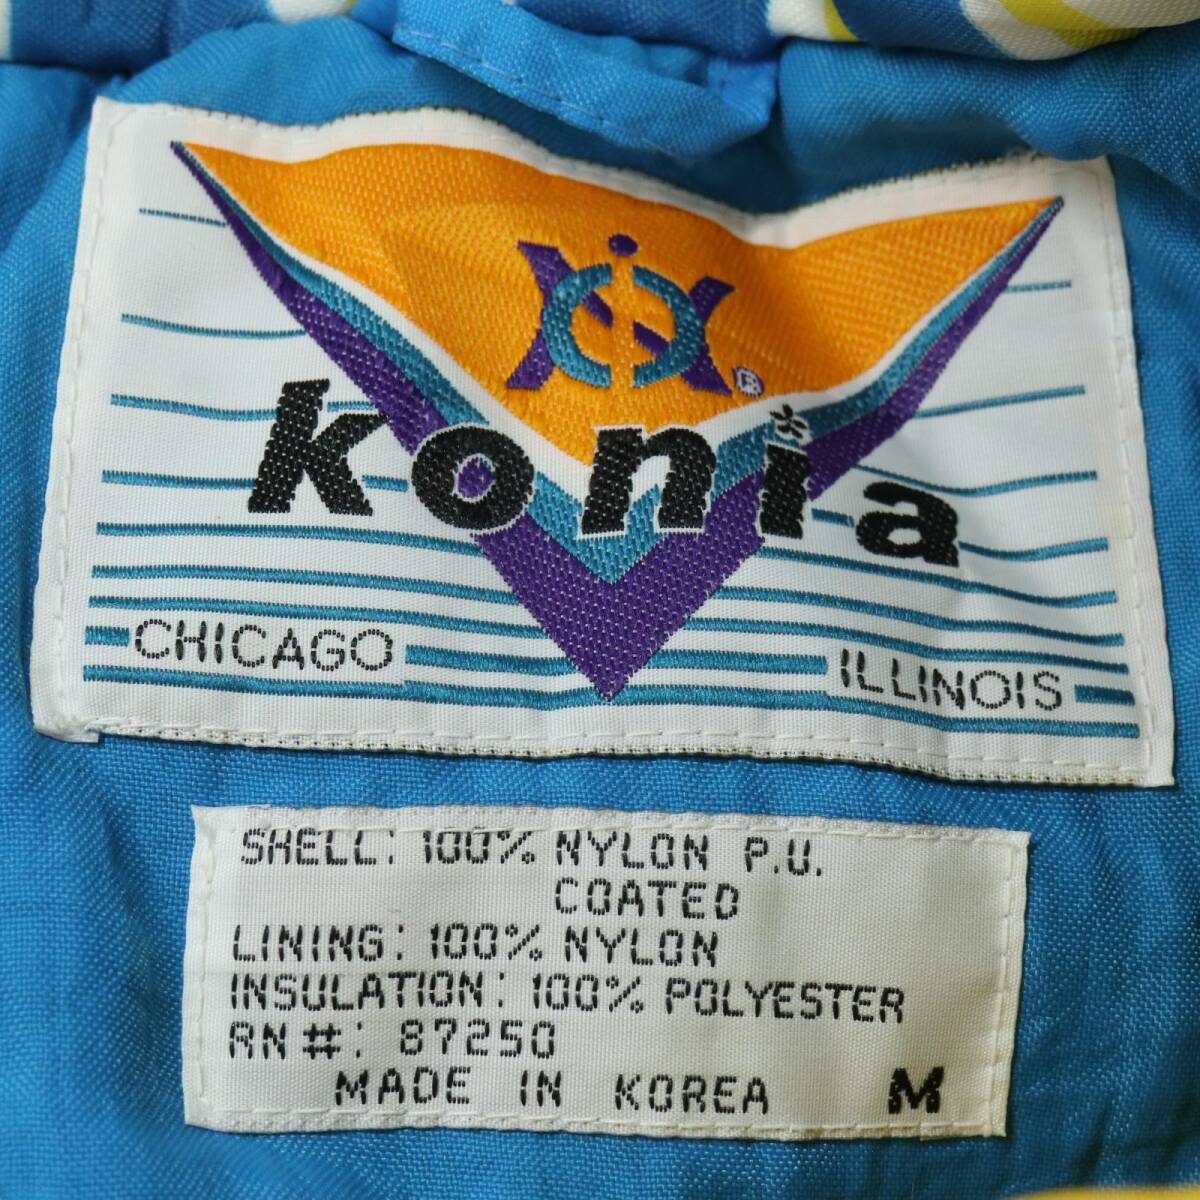 ®
konia
CHICAGO ILLINOIS
SHELL: 100% NYLON P.U.
COATED
LINING: 100% NYLON
INSULATION: 100% POLYESTER
RN #: 87250
MADE IN KOREA M